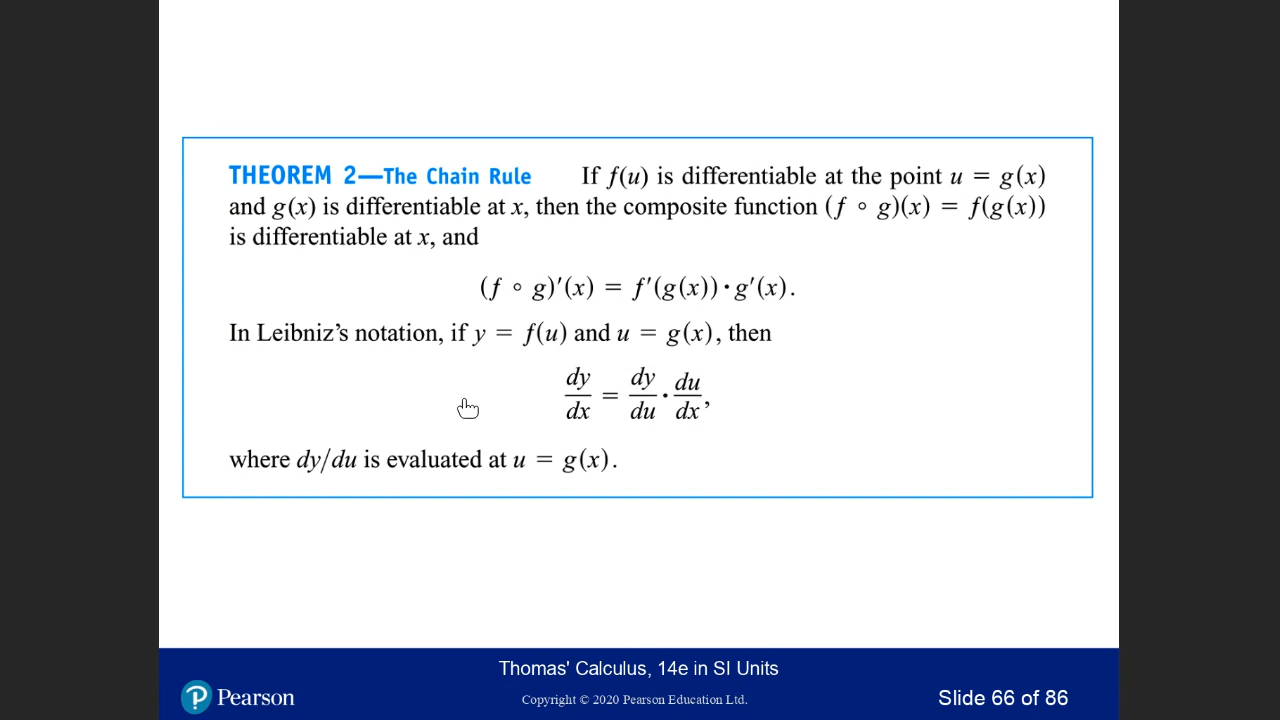 THEOREM 2—The Chain Rule If f(u) is differentiable at the point u = g(x)
and g(x) is differentiable at x, then the composite function (f ∘ g)(x) = f(g(x))
is differentiable at x, and
(f ∘ g)′(x) = f′(g(x)) · g′(x).
In Leibniz’s notation, if y = f(u) and u = g(x), then
dy/dx = dy/du · du/dx,
where dy/du is evaluated at u = g(x).
Thomas' Calculus, 14e in SI Units
Pearson
Copyright © 2020 Pearson Education Ltd.
Slide 66 of 86